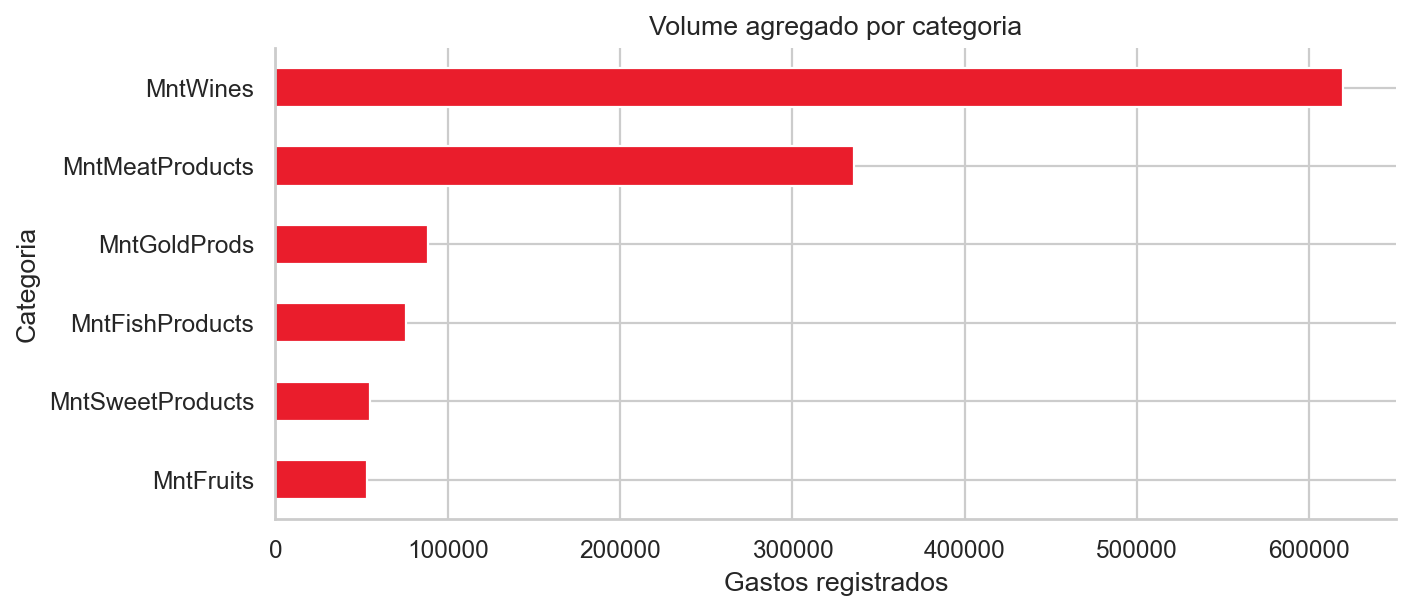 Volume agregado por categoria
MntWines
MntMeatProducts
MntGoldProds
MntFishProducts
MntSweetProducts
MntFruits
Categoria
0 100000 200000 300000 400000 500000 600000
Gastos registrados